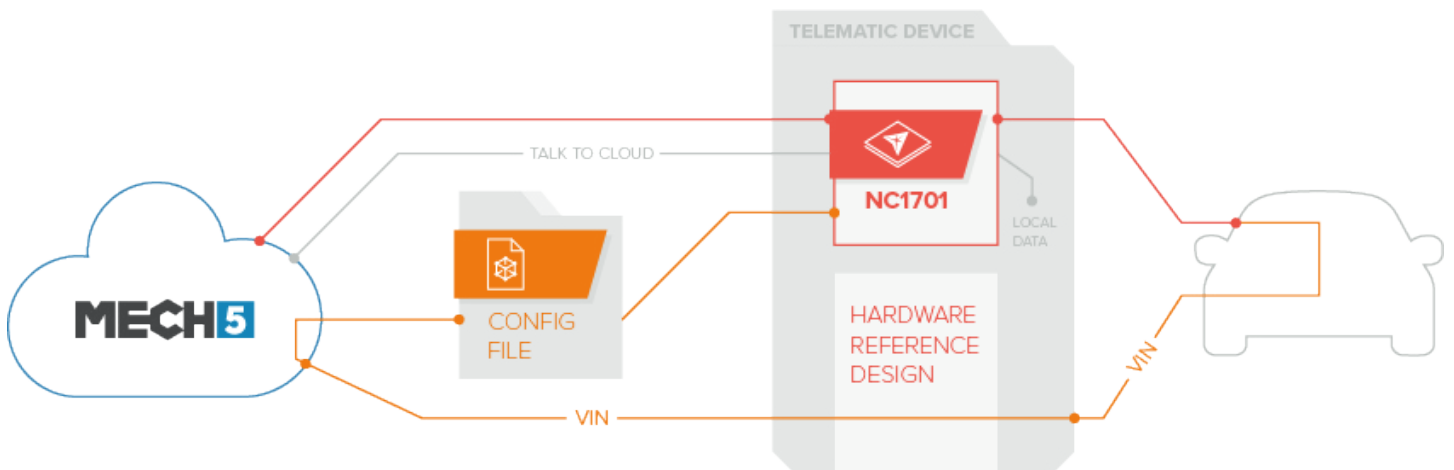 TELEMATIC DEVICE
TALK TO CLOUD
NC1701
LOCAL
DATA
MECH5
CONFIG
FILE
HARDWARE
REFERENCE
DESIGN
VIN
VIN